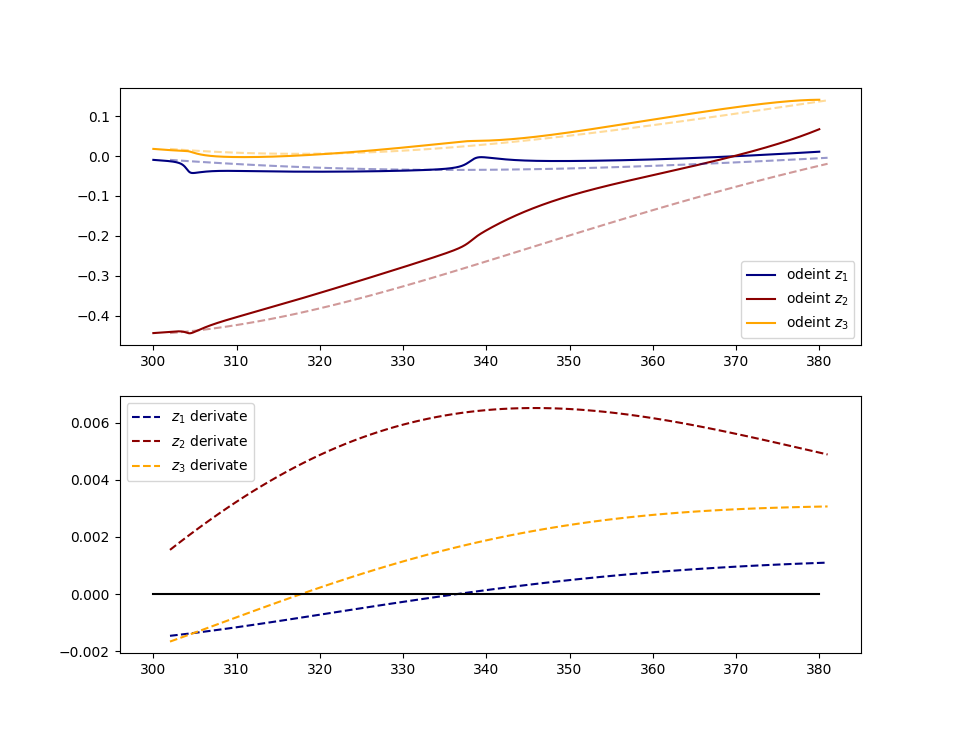 0.1
0.0
−0.1
−0.2
−0.3
−0.4
odeint z₁
odeint z₂
odeint z₃
300 310 320 330 340 350 360 370 380
z₁ derivate
z₂ derivate
z₃ derivate
0.006
0.004
0.002
0.000
−0.002
300 310 320 330 340 350 360 370 380